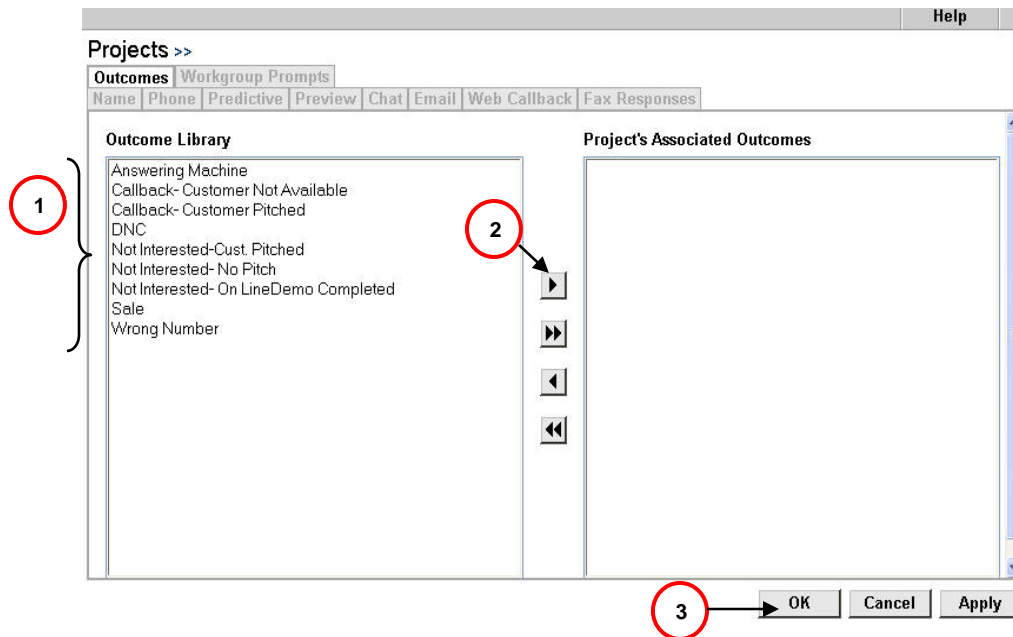 Help
Projects >>
Outcomes Workgroup Prompts
Name Phone Predictive Preview Chat Email Web Callback Fax Responses
Outcome Library Project's Associated Outcomes
1
Answering Machine
Callback- Customer Not Available
Callback- Customer Pitched
DNC
Not Interested-Cust. Pitched
Not Interested- No Pitch
Not Interested- On LineDemo Completed
Sale
Wrong Number
2
3
OK Cancel Apply